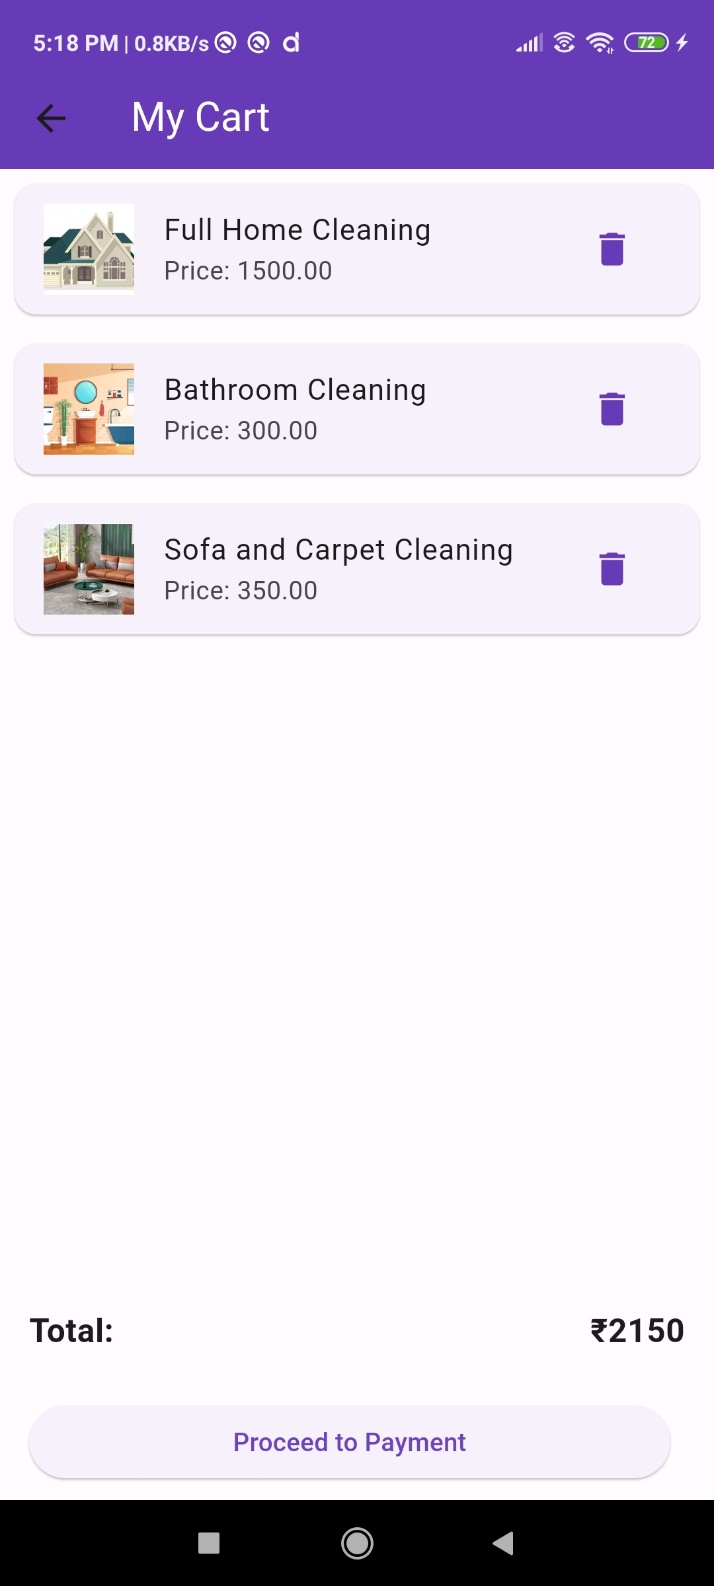 5:18 PM | 0.8KB/s
72
My Cart
Full Home Cleaning
Price: 1500.00
Bathroom Cleaning
Price: 300.00
Sofa and Carpet Cleaning
Price: 350.00
Total: ₹2150
Proceed to Payment